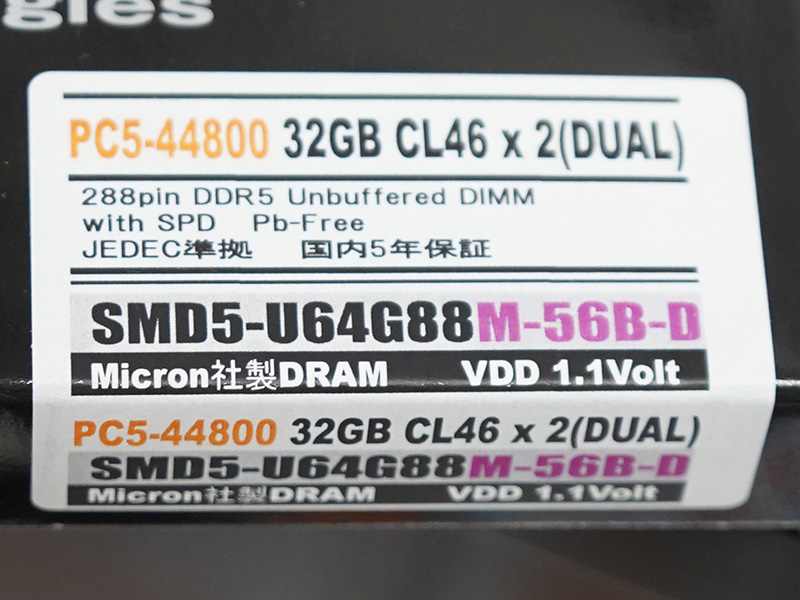 gles
PC5-44800 32GB CL46 x 2(DUAL)
288pin DDR5 Unbuffered DIMM
with SPD Pb-Free
JEDEC準拠 国内5年保証
SMD5-U64G88M-56B-D
Micron社製DRAM VDD 1.1Volt
PC5-44800 32GB CL46 x 2(DUAL)
SMD5-U64G88M-56B-D
Micron社製DRAM VDD 1.1Volt